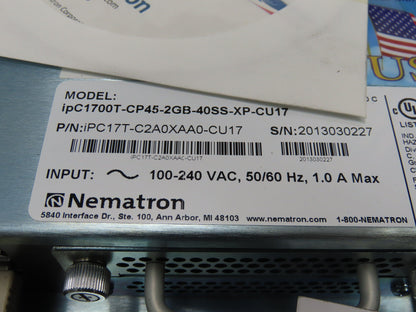 MODEL:
ipC1700T-CP45-2GB-40SS-XP-CU17
P/N:iPC17T-C2A0XAA0-CU17 S/N:2013030227
iPC17T-C2A0XAA0-CU17 2013030227
INPUT: 100-240 VAC, 50/60 Hz, 1.0 A Max
Nematron
5840 Interface Dr., Ste. 100, Ann Arbor, MI 48103 www.nematron.com 1-800-NEMATRON